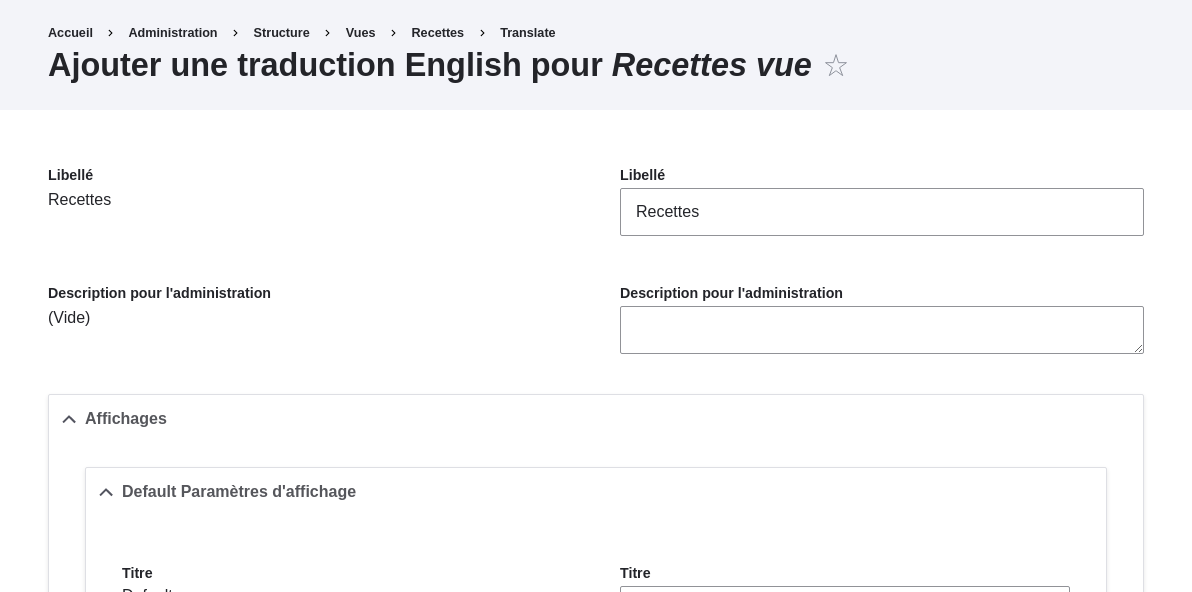 Accueil > Administration > Structure > Vues > Recettes > Translate
Ajouter une traduction English pour Recettes vue
Libellé
Recettes
Libellé
Recettes
Description pour l'administration
(Vide)
Description pour l'administration
Affichages
Default Paramètres d'affichage
Titre
Default
Titre